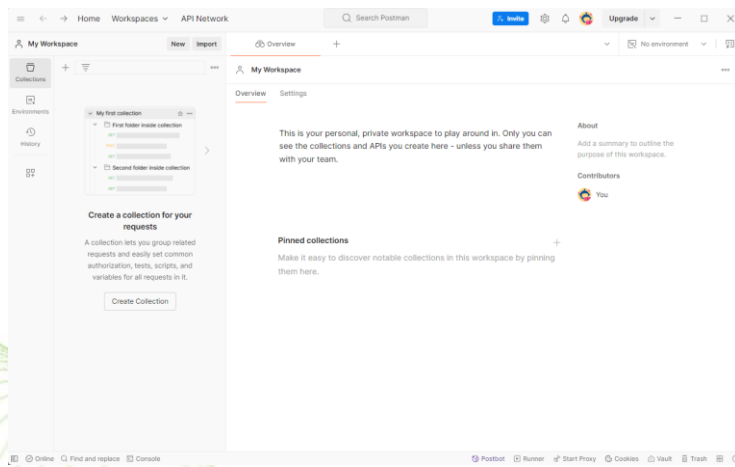 Home Workspaces API Network Search Postman Invite Upgrade
My Workspace New Import Overview No environment
Collections
Environments
History
My first collection
First folder inside collection
GET
POST
GET
Second folder inside collection
GET
GET
Create a collection for your
requests
A collection lets you group related
requests and easily set common
authorization, tests, scripts, and
variables for all requests in it.
Create Collection
My Workspace
Overview Settings
This is your personal, private workspace to play around in. Only you can
see the collections and APIs you create here - unless you share them
with your team.
Pinned collections
Make it easy to discover notable collections in this workspace by pinning
them here.
About
Add a summary to outline the
purpose of this workspace.
Contributors
You
Online Find and replace Console Postbot Runner Start Proxy Cookies Vault Trash